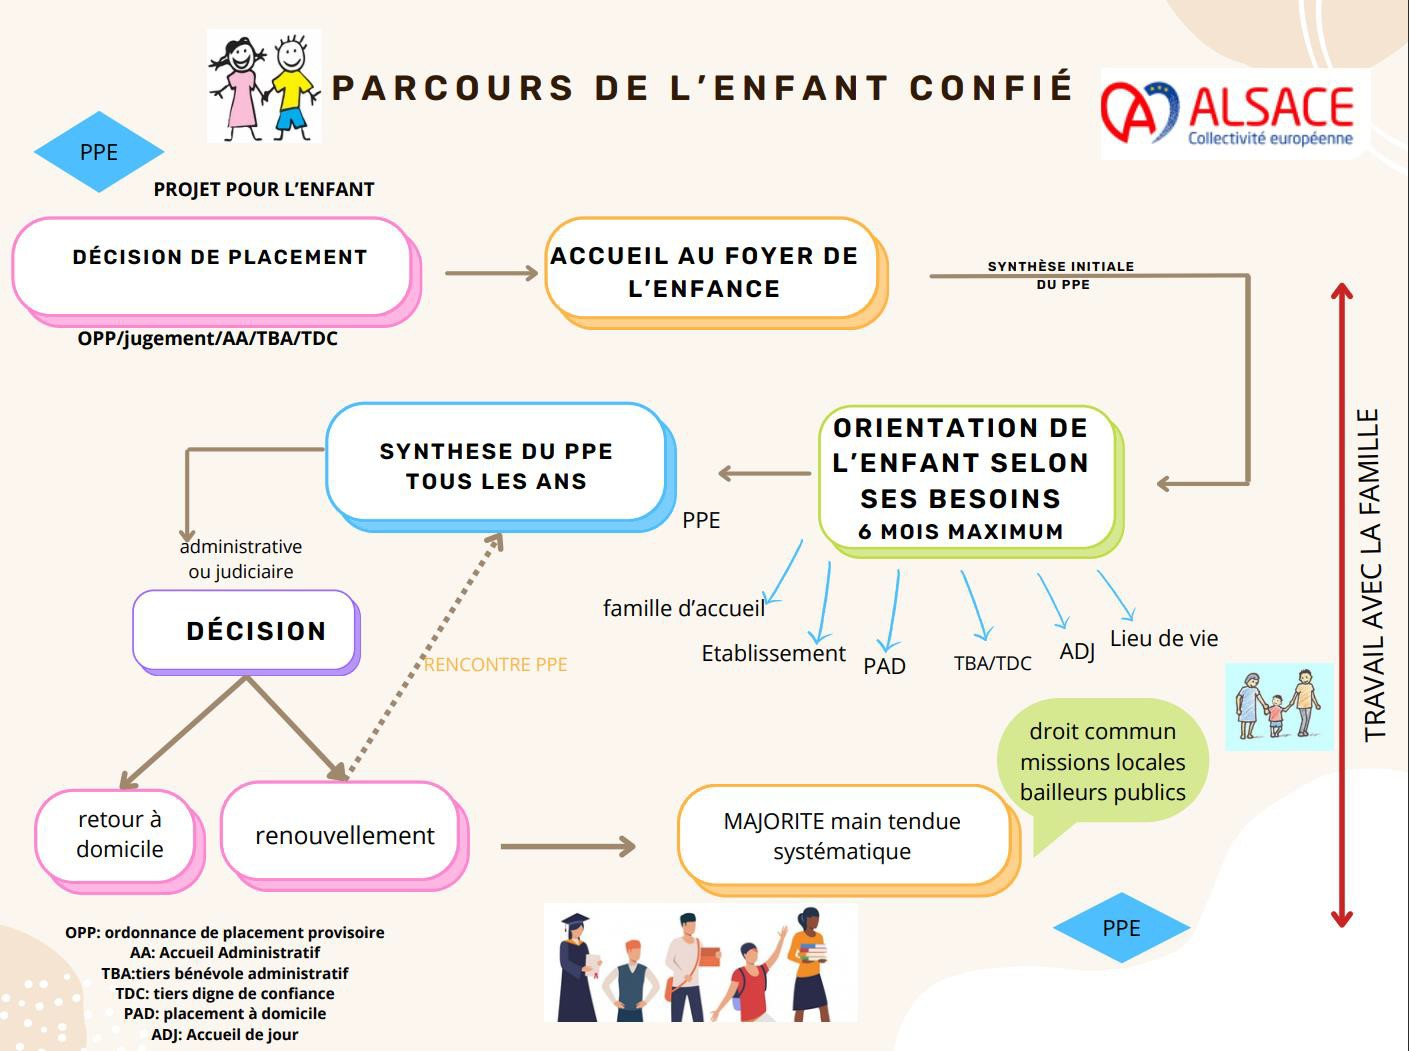 PARCOURS DE L’ENFANT CONFIÉ
ALSACE
Collectivité européenne
PPE
PROJET POUR L’ENFANT
DÉCISION DE PLACEMENT
OPP/jugement/AA/TBA/TDC
ACCUEIL AU FOYER DE
L’ENFANCE
SYNTHÈSE INITIALE
DU PPE
ORIENTATION DE
L’ENFANT SELON
SES BESOINS
6 MOIS MAXIMUM
famille d’accueil
Etablissement
PAD
TBA/TDC
ADJ
Lieu de vie
PPE
SYNTHESE DU PPE
TOUS LES ANS
administrative
ou judiciaire
DÉCISION
RENCONTRE PPE
retour à
domicile
renouvellement
MAJORITE main tendue
systématique
droit commun
missions locales
bailleurs publics
PPE
TRAVAIL AVEC LA FAMILLE
OPP: ordonnance de placement provisoire
AA: Accueil Administratif
TBA:tiers bénévole administratif
TDC: tiers digne de confiance
PAD: placement à domicile
ADJ: Accueil de jour